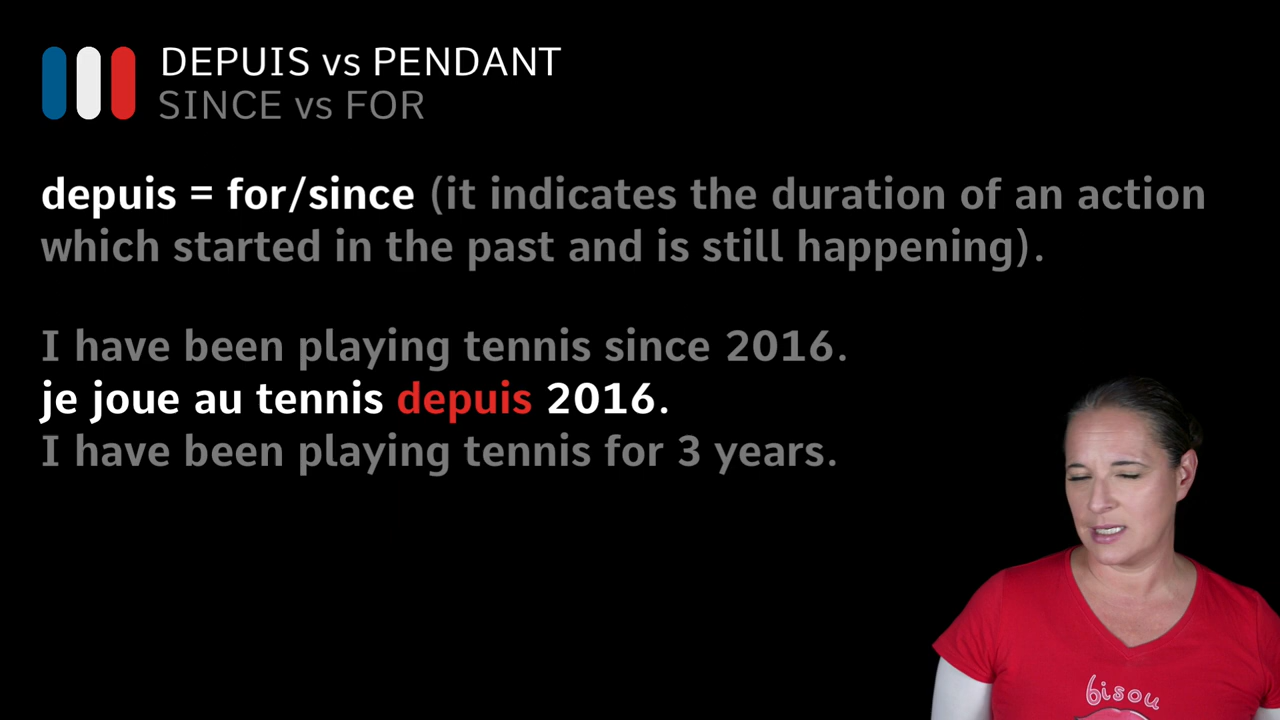 DEPUIS vs PENDANT
SINCE vs FOR
depuis = for/since (it indicates the duration of an action
which started in the past and is still happening).
I have been playing tennis since 2016.
je joue au tennis depuis 2016.
I have been playing tennis for 3 years.
bisou